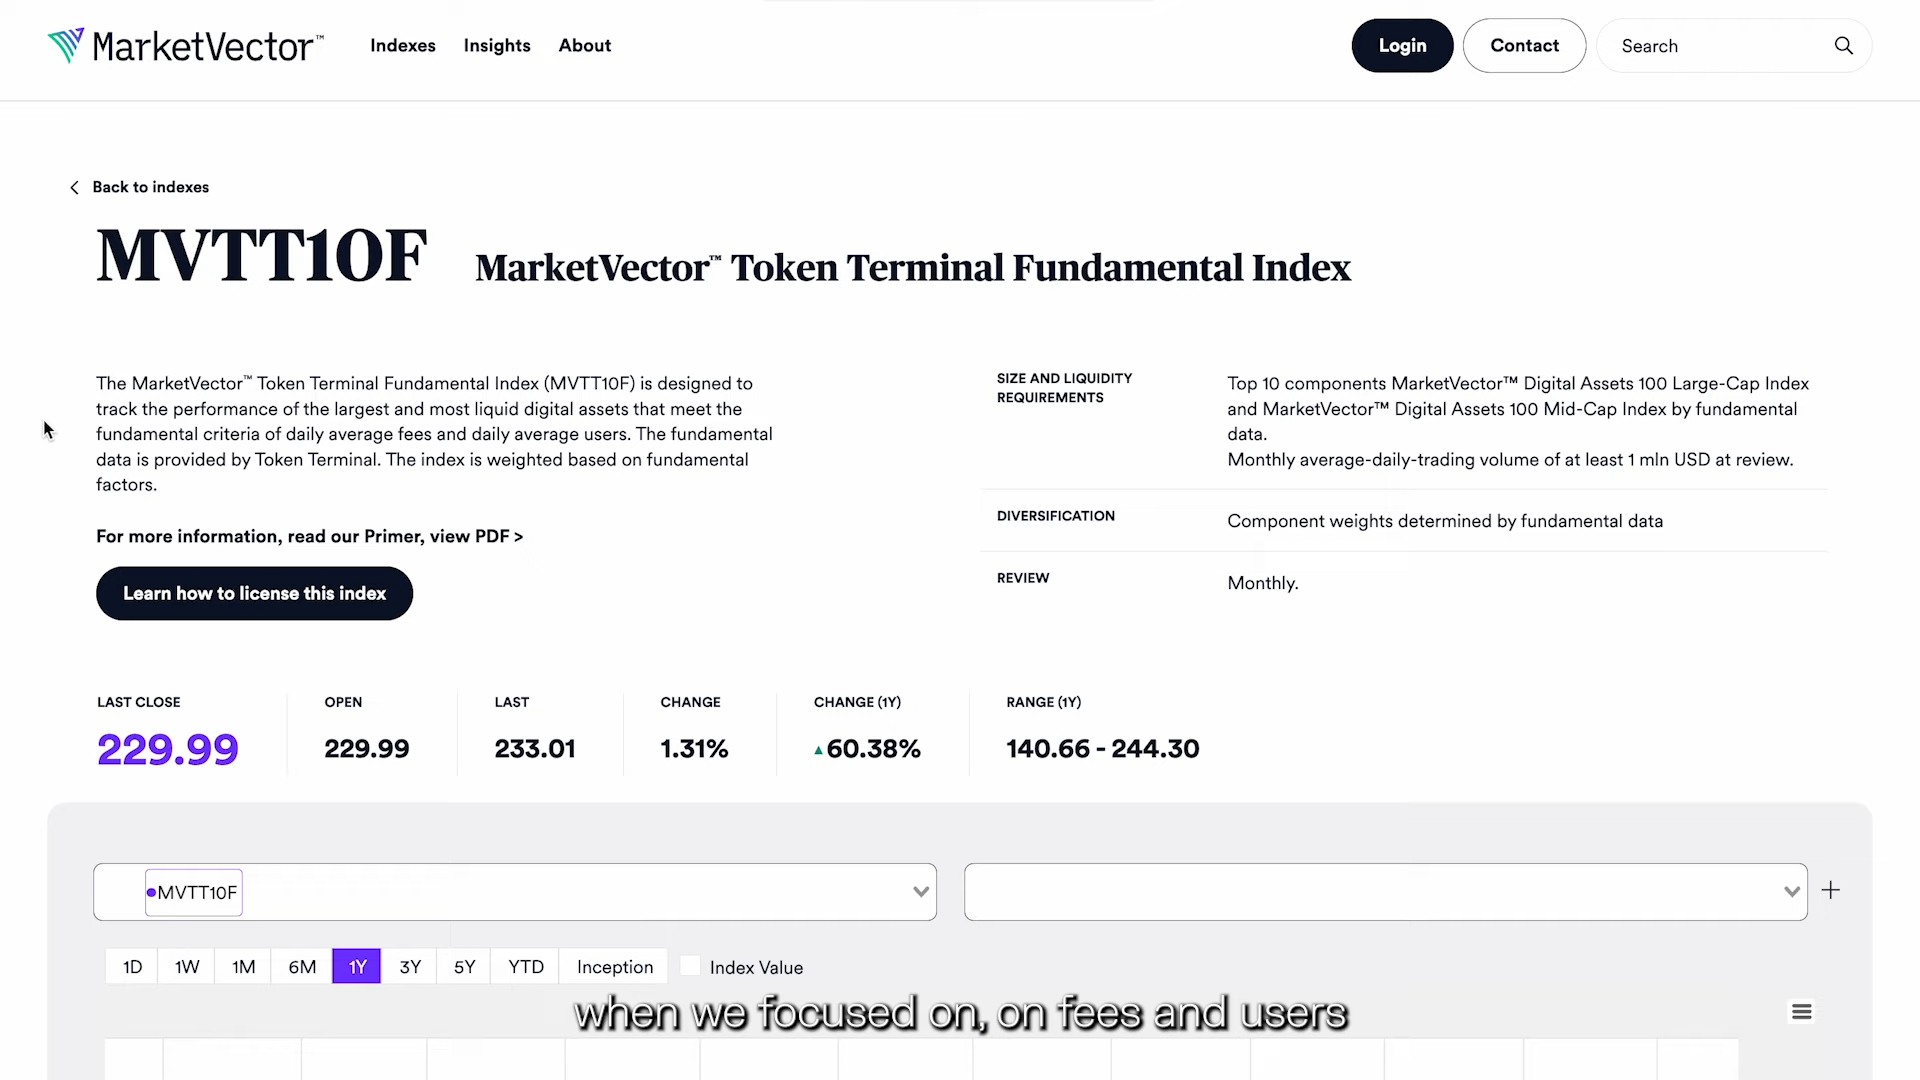 MarketVector™
Indexes
Insights
About
Login
Contact
Search
Back to indexes
MVTT10F
MarketVector™ Token Terminal Fundamental Index
The MarketVector™ Token Terminal Fundamental Index (MVTT10F) is designed to
track the performance of the largest and most liquid digital assets that meet the
fundamental criteria of daily average fees and daily average users. The fundamental
data is provided by Token Terminal. The index is weighted based on fundamental
factors.
For more information, read our Primer, view PDF >
Learn how to license this index
SIZE AND LIQUIDITY
REQUIREMENTS
Top 10 components MarketVector™ Digital Assets 100 Large-Cap Index
and MarketVector™ Digital Assets 100 Mid-Cap Index by fundamental
data.
Monthly average-daily-trading volume of at least 1 mln USD at review.
DIVERSIFICATION
Component weights determined by fundamental data
REVIEW
Monthly.
LAST CLOSE
229.99
OPEN
229.99
LAST
233.01
CHANGE
1.31%
CHANGE (1Y)
▲60.38%
RANGE (1Y)
140.66 - 244.30
MVTT10F
1D
1W
1M
6M
1Y
3Y
5Y
YTD
Inception
Index Value
when we focused on, on fees and users